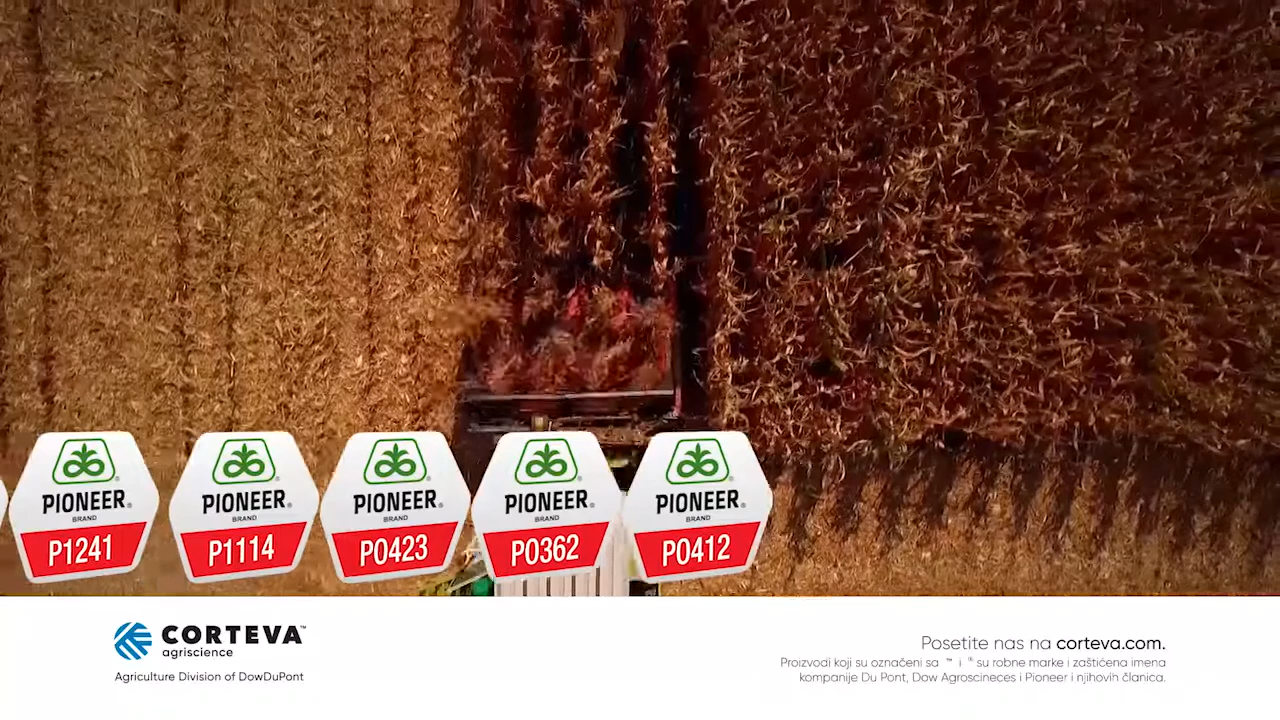 PIONEER®
BRAND
P1241
PIONEER®
BRAND
P1114
PIONEER®
BRAND
P0423
PIONEER®
BRAND
P0362
PIONEER®
BRAND
P0412
CORTEVA™
agriscience
Agriculture Division of DowDuPont
Posetite nas na corteva.com.
Proizvodi koji su označeni sa ™ i ® su robne marke i zaštićena imena
kompanije Du Pont, Dow Agroscineces i Pioneer i njihovih članica.